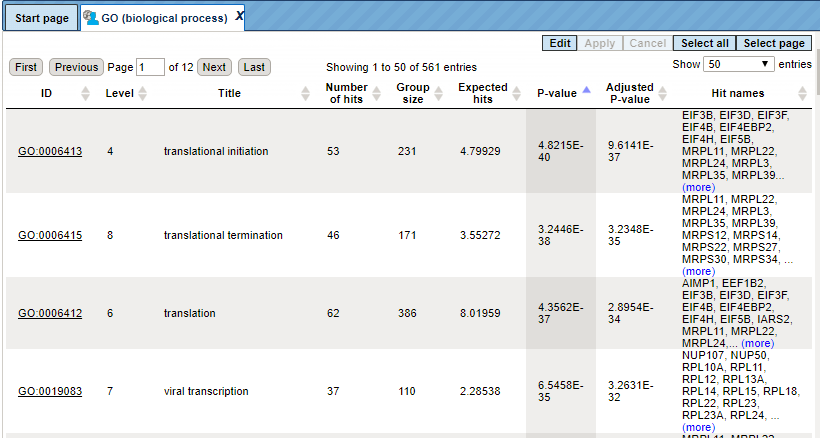 Start page GO (biological process) X
Edit Apply Cancel Select all Select page
First Previous Page 1 of 12 Next Last Showing 1 to 50 of 561 entries Show 50 entries
ID Level Title Number of hits Group size Expected hits P-value Adjusted P-value Hit names
GO:0006413 4 translational initiation 53 231 4.79929 4.8215E-40 9.6141E-37
EIF3B, EIF3D, EIF3F,
EIF4B, EIF4EBP2,
EIF4H, EIF5B,
MRPL11, MRPL22,
MRPL24, MRPL3,
MRPL35, MRPL39...
(more)
GO:0006415 8 translational termination 46 171 3.55272 3.2446E-38 3.2348E-35
MRPL11, MRPL22,
MRPL24, MRPL3,
MRPL35, MRPL39,
MRPS12, MRPS14,
MRPS22, MRPS27,
MRPS30, MRPS34, ...
(more)
GO:0006412 6 translation 62 386 8.01959 4.3562E-37 2.8954E-34
AIMP1, EEF1B2,
EIF3B, EIF3D, EIF3F,
EIF4B, EIF4EBP2,
EIF4H, EIF5B, IARS2,
MRPL11, MRPL22,
MRPL24,... (more)
GO:0019083 7 viral transcription 37 110 2.28538 6.5458E-35 3.2631E-32
NUP107, NUP50,
RPL10A, RPL11,
RPL12, RPL13A,
RPL14, RPL15, RPL18,
RPL22, RPL23,
RPL23A, RPL24, ...
(more)